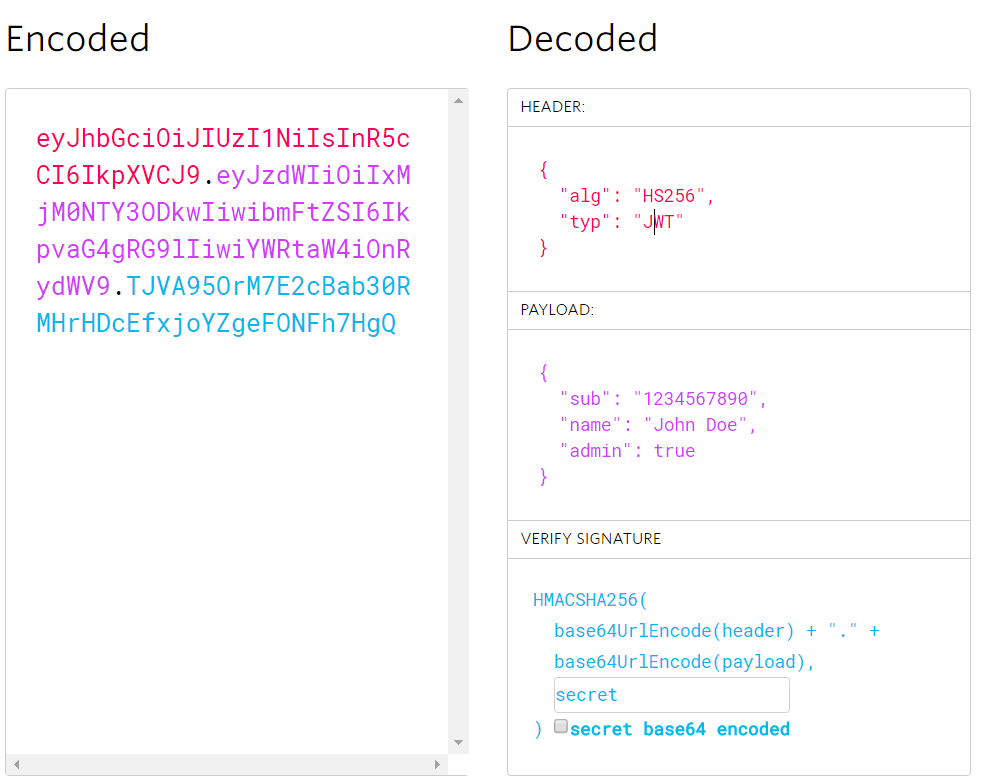 Encoded
Decoded
eyJhbGciOiJIUzI1NiIsInR5c
CI6IkpXVCJ9.eyJzdWIiOiIxM
jM0NTY3ODkwIiwibmFtZSI6Ik
pvaG4gRG9lIiwiYWRtaW4iOnR
ydWV9.TJVA95OrM7E2cBab30R
MHrHDcEfxjoYZgeFONFh7HgQ
HEADER:
{
"alg": "HS256",
"typ": "JWT"
}
PAYLOAD:
{
"sub": "1234567890",
"name": "John Doe",
"admin": true
}
VERIFY SIGNATURE
HMACSHA256(
base64UrlEncode(header) + "." +
base64UrlEncode(payload),
secret
) secret base64 encoded